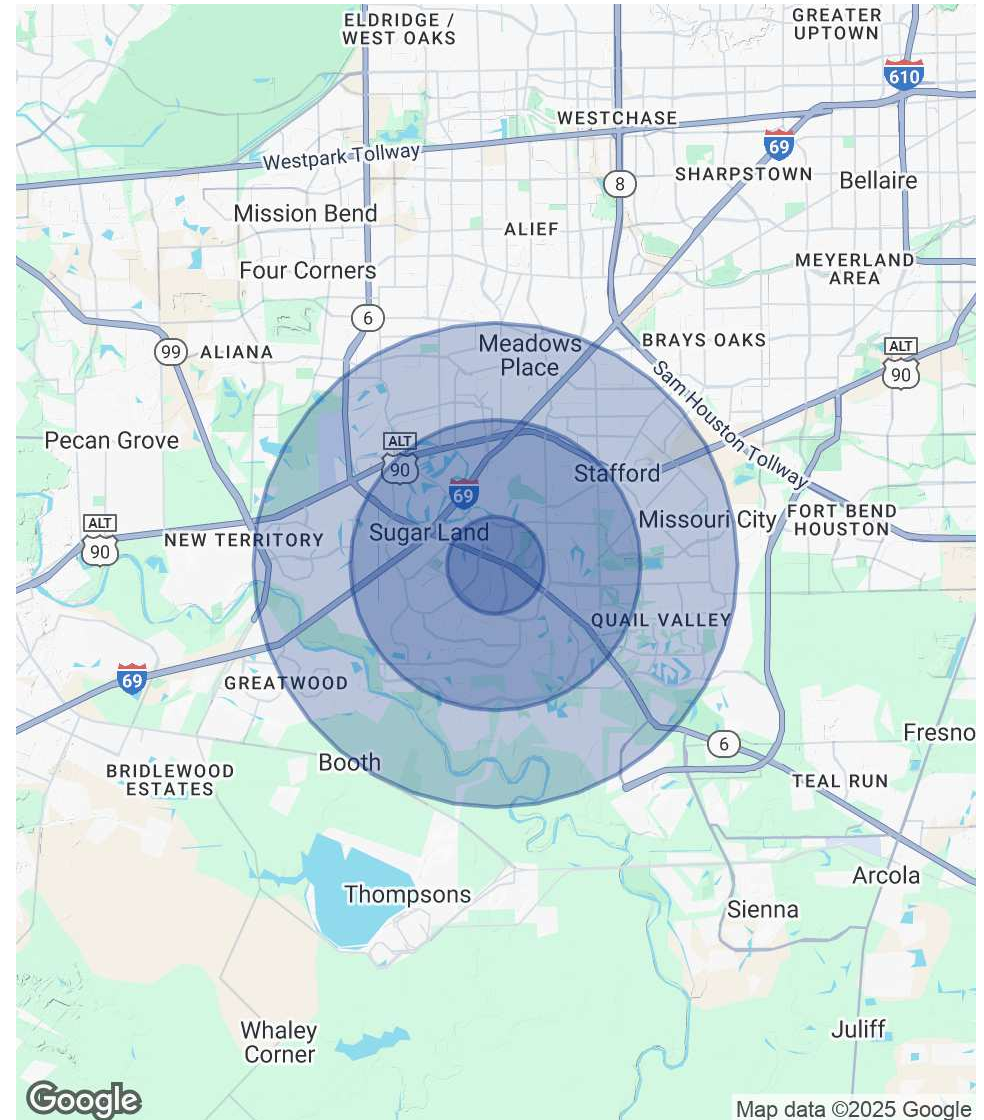 ELDRIDGE /
WEST OAKS
GREATER
UPTOWN
610
WESTCHASE
69
Westpark Tollway
SHARPSTOWN
8
Bellaire
Mission Bend
ALIEF
Four Corners
MEYERLAND
AREA
6
Meadows
Place
BRAYS OAKS
99
ALIANA
ALT
90
Sam Houston Tollway
Pecan Grove
ALT
90
Stafford
69
ALT
90
NEW TERRITORY
Sugar Land
Missouri City
FORT BEND
HOUSTON
QUAIL VALLEY
69
GREATWOOD
Fresno
6
Booth
BRIDLEWOOD
ESTATES
TEAL RUN
Thompsons
Arcola
Sienna
Whaley
Corner
Juliff
Google
Map data ©2025 Google